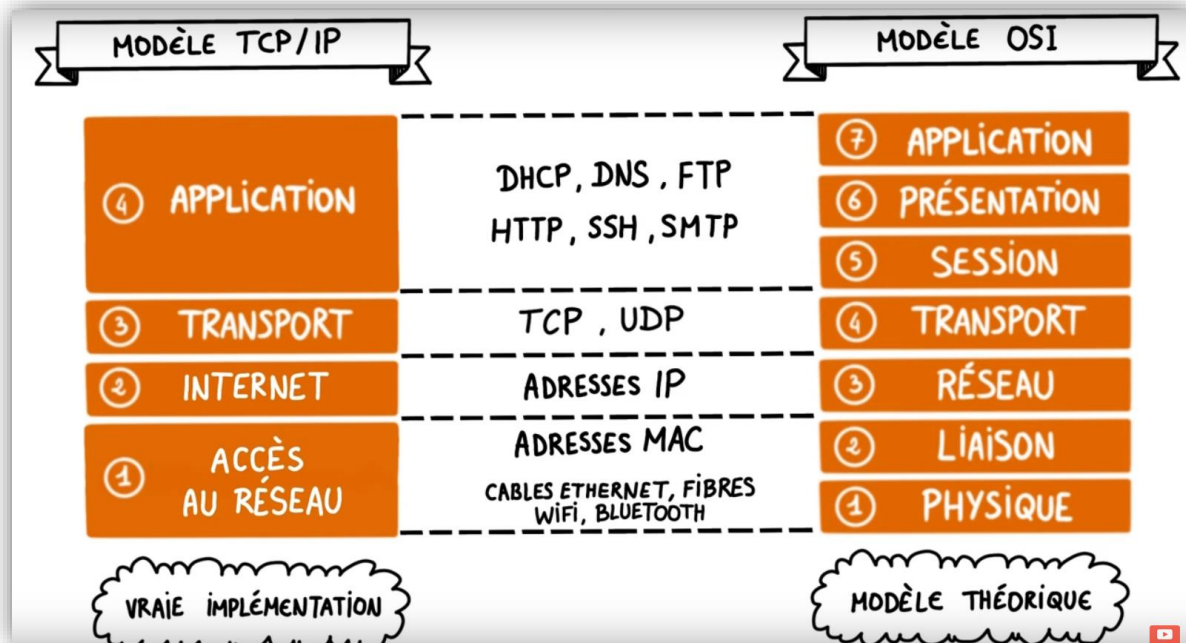 MODÈLE TCP/IP
MODÈLE OSI
④ APPLICATION
DHCP, DNS, FTP
HTTP, SSH, SMTP
⑦ APPLICATION
⑥ PRÉSENTATION
⑤ SESSION
③ TRANSPORT
TCP, UDP
④ TRANSPORT
② INTERNET
ADRESSES IP
③ RÉSEAU
① ACCÈS
AU RÉSEAU
ADRESSES MAC
CABLES ETHERNET, FIBRES
WIFI, BLUETOOTH
② LIAISON
① PHYSIQUE
VRAIE IMPLÉMENTATION
MODÈLE THÉORIQUE